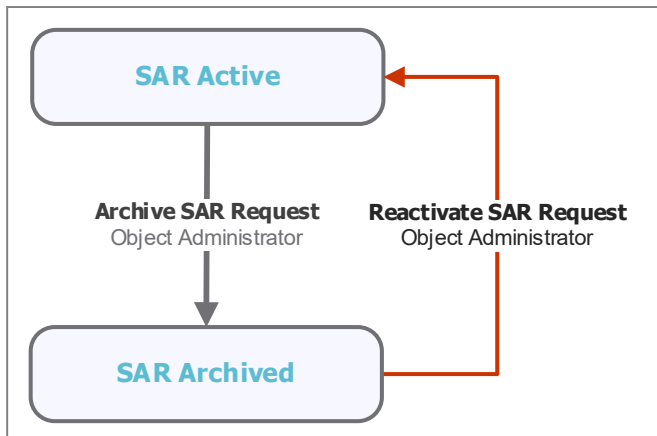 SAR Active
Archive SAR Request
Object Administrator
Reactivate SAR Request
Object Administrator
SAR Archived